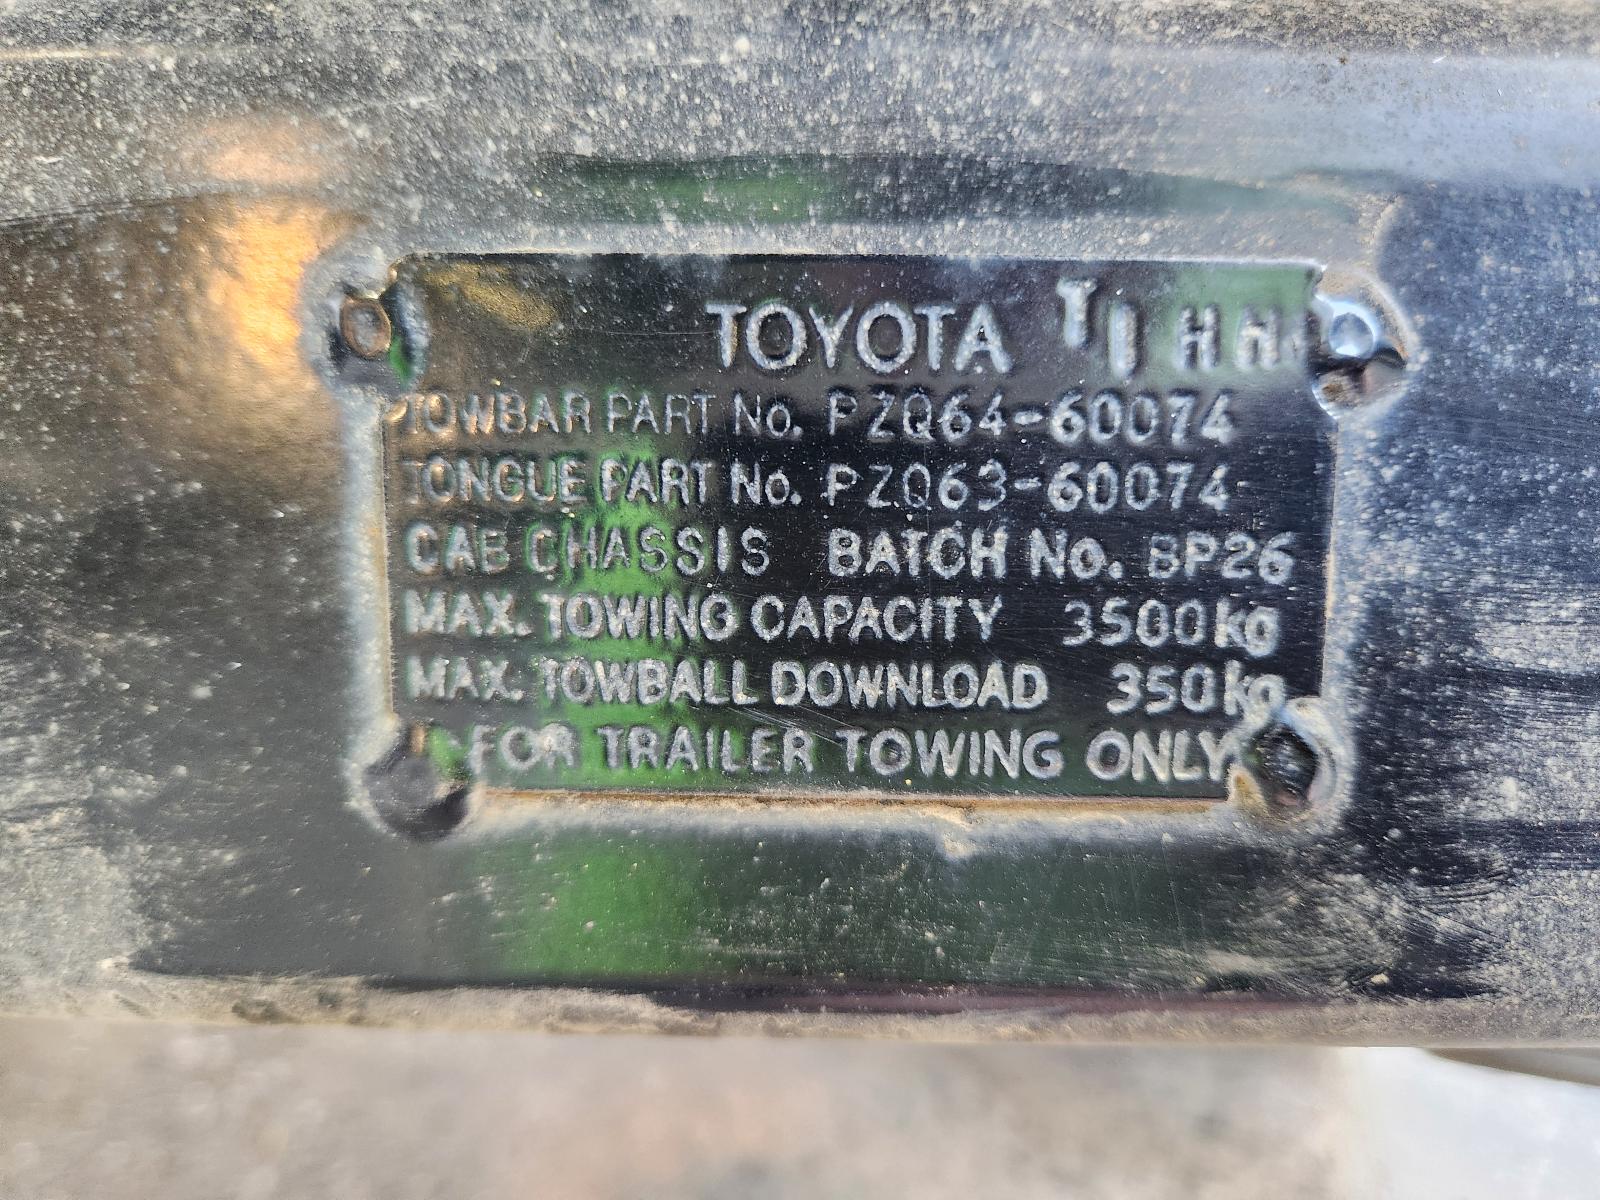 TOYOTA T I H H
TOWBAR PART No. PZQ64-60074
TONGUE PART No. PZQ63-60074
CAB CHASSIS BATCH No. BP26
MAX. TOWING CAPACITY 3500kg
MAX. TOWBALL DOWNLOAD 350kg
FOR TRAILER TOWING ONLY